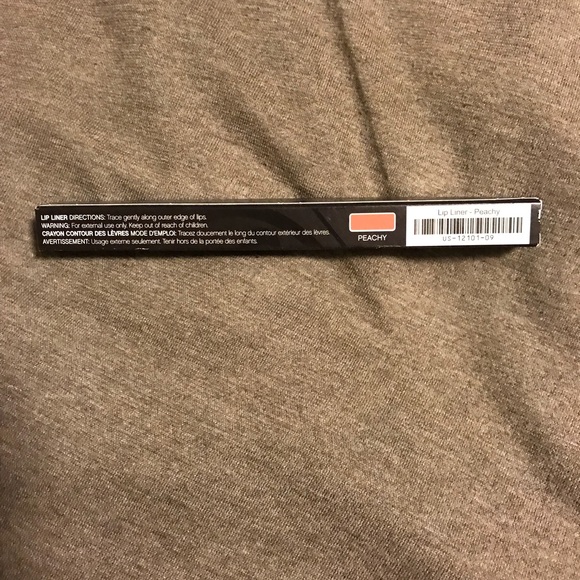 LIP LINER DIRECTIONS: Trace gently along outer edge of lips.
WARNING: For external use only. Keep out of reach of children.
CRAYON CONTOUR DES LÈVRES MODE D'EMPLOI: Tracez doucement le long du contour extérieur des lèvres.
AVERTISSEMENT: Usage externe seulement. Tenir hors de la portée des enfants.
PEACHY
Lip Liner - Peachy
US-12101-09